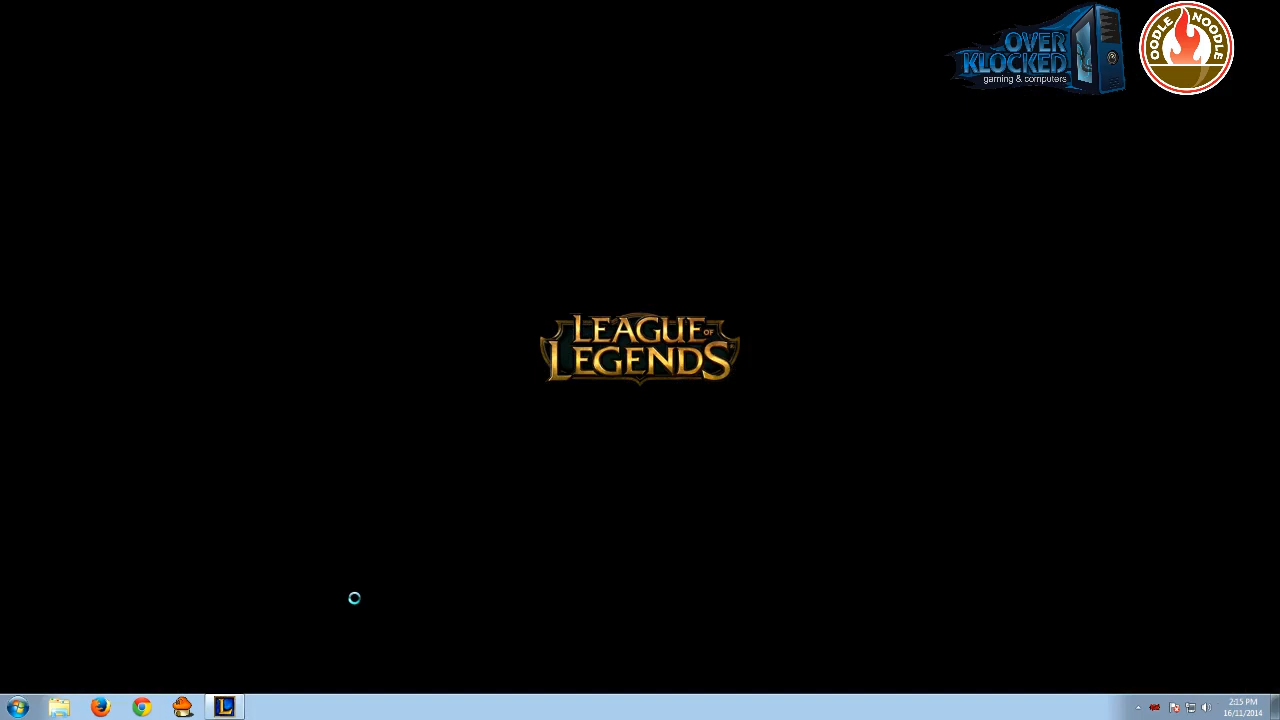 OVER
KLOCKED
gaming & computers
OODLE NOODLE
LEAGUE OF
LEGENDS
L
2:15 PM
16/11/2014